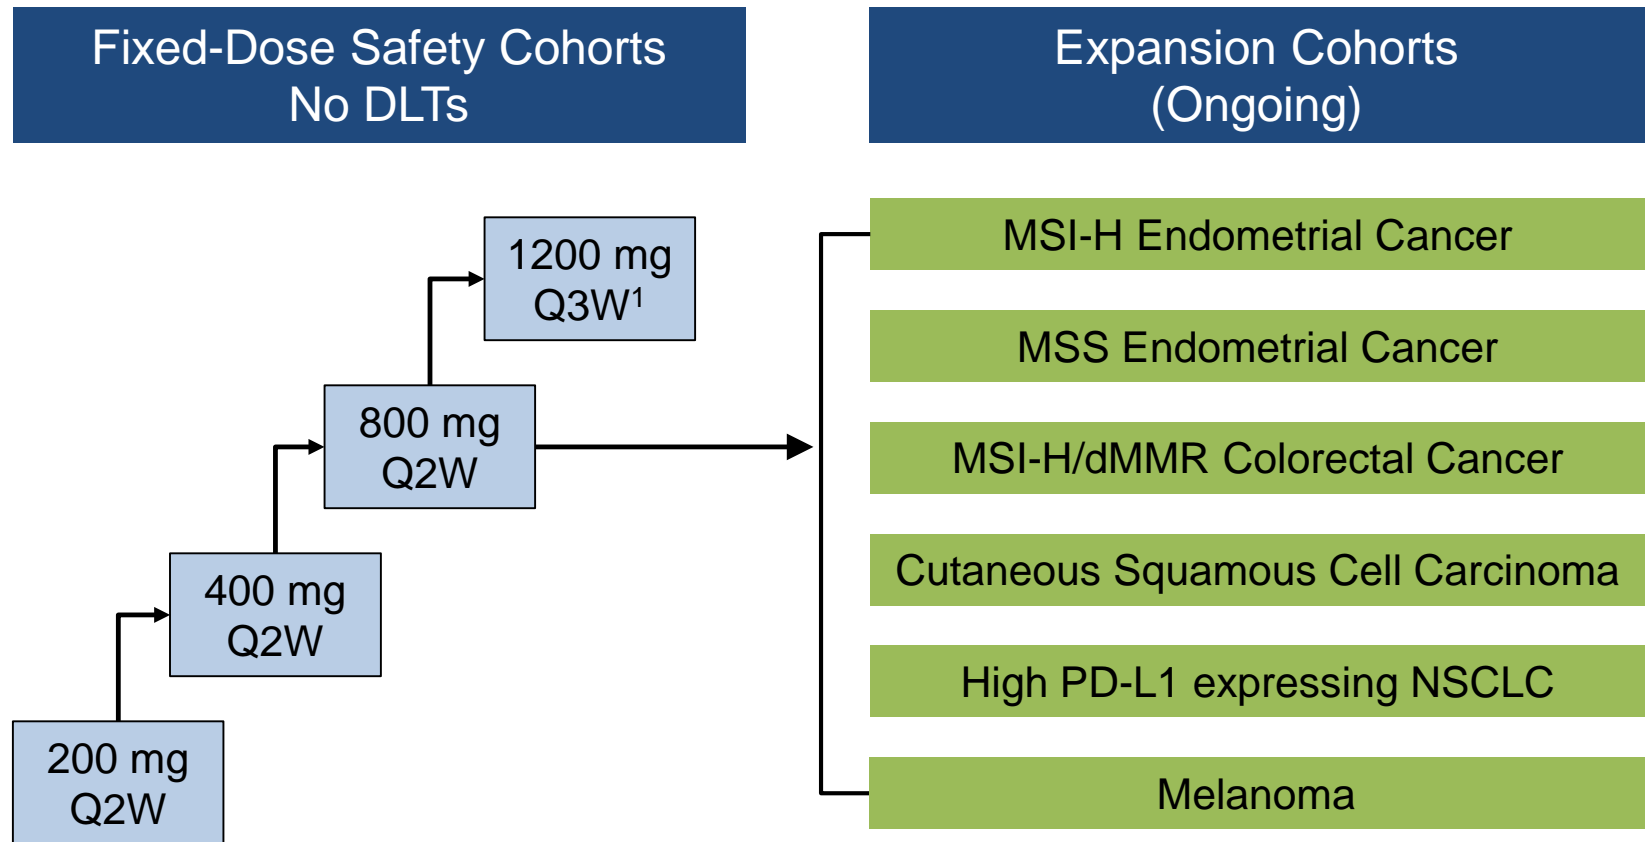 Fixed-Dose Safety Cohorts
No DLTs
Expansion Cohorts
(Ongoing)
1200 mg
Q3W¹
800 mg
Q2W
400 mg
Q2W
200 mg
Q2W
MSI-H Endometrial Cancer
MSS Endometrial Cancer
MSI-H/dMMR Colorectal Cancer
Cutaneous Squamous Cell Carcinoma
High PD-L1 expressing NSCLC
Melanoma